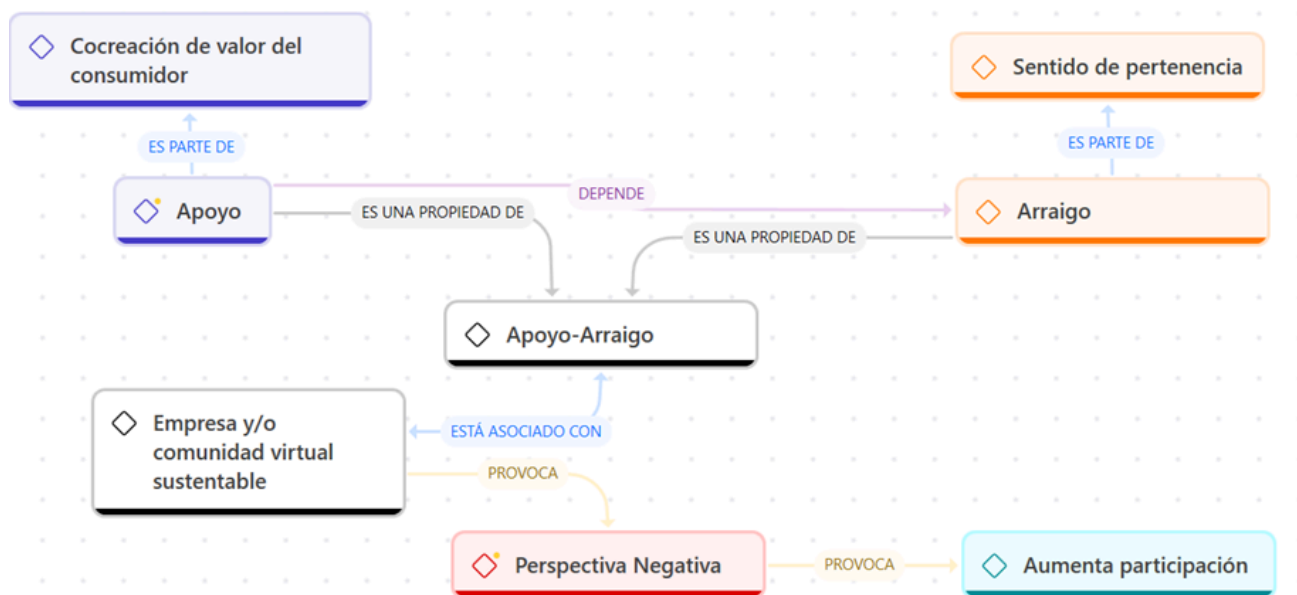 Cocreación de valor del
consumidor
Sentido de pertenencia
ES PARTE DE
ES PARTE DE
Apoyo
DEPENDE
Arraigo
ES UNA PROPIEDAD DE
ES UNA PROPIEDAD DE
Apoyo-Arraigo
Empresa y/o
comunidad virtual
sustentable
ESTÁ ASOCIADO CON
PROVOCA
Perspectiva Negativa
PROVOCA
Aumenta participación